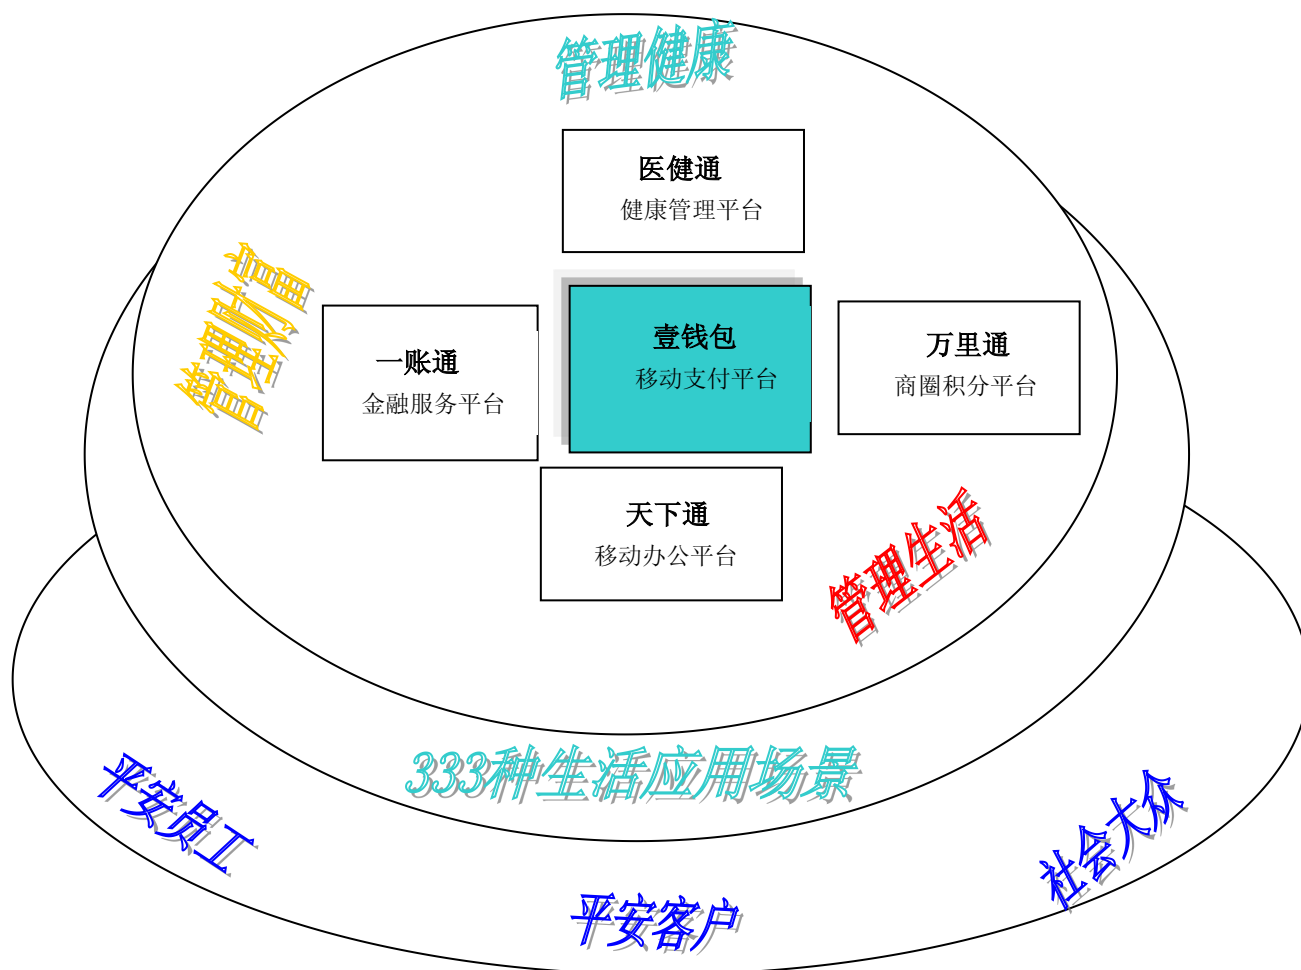 管理健康
医健通
健康管理平台
管理财富
一账通
金融服务平台
壹钱包
移动支付平台
万里通
商圈积分平台
天下通
移动办公平台
管理生活
333种生活应用场景
平安员工
平安客户
社会大众